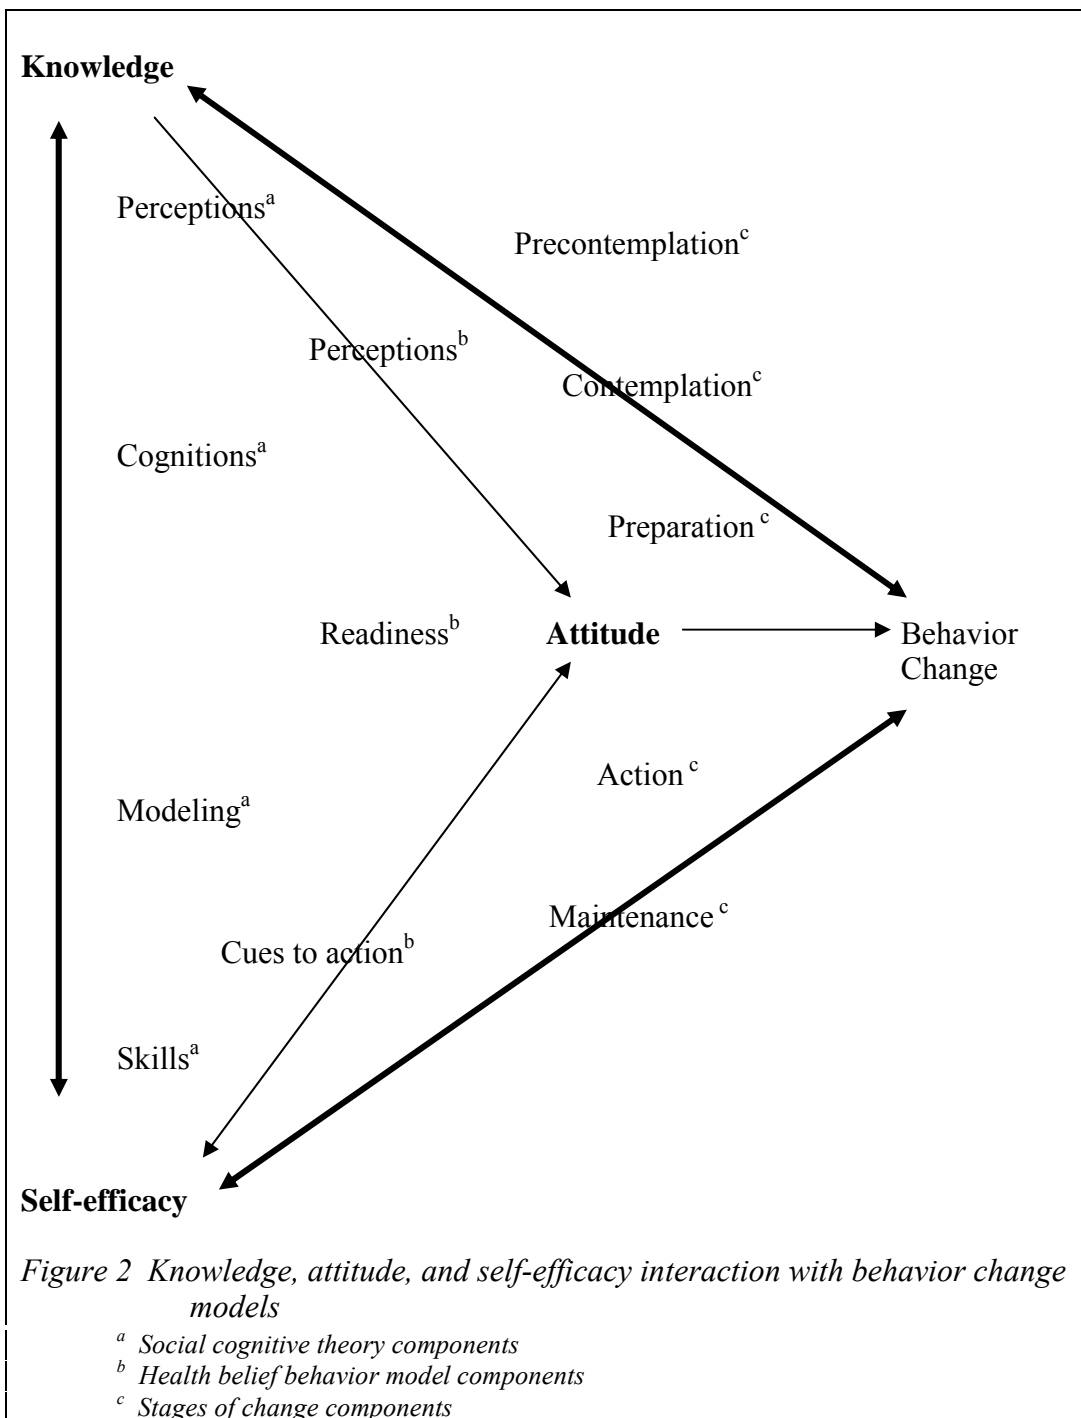 Knowledge
Perceptionsᵃ
Precontemplationᶜ
Perceptionsᵇ
Contemplationᶜ
Cognitionsᵃ
Preparation ᶜ
Readinessᵇ
Attitude
Behavior
Change
Action ᶜ
Modelingᵃ
Maintenance ᶜ
Cues to actionᵇ
Skillsᵃ
Self-efficacy
Figure 2 Knowledge, attitude, and self-efficacy interaction with behavior change
models
ᵃ Social cognitive theory components
ᵇ Health belief behavior model components
ᶜ Stages of change components